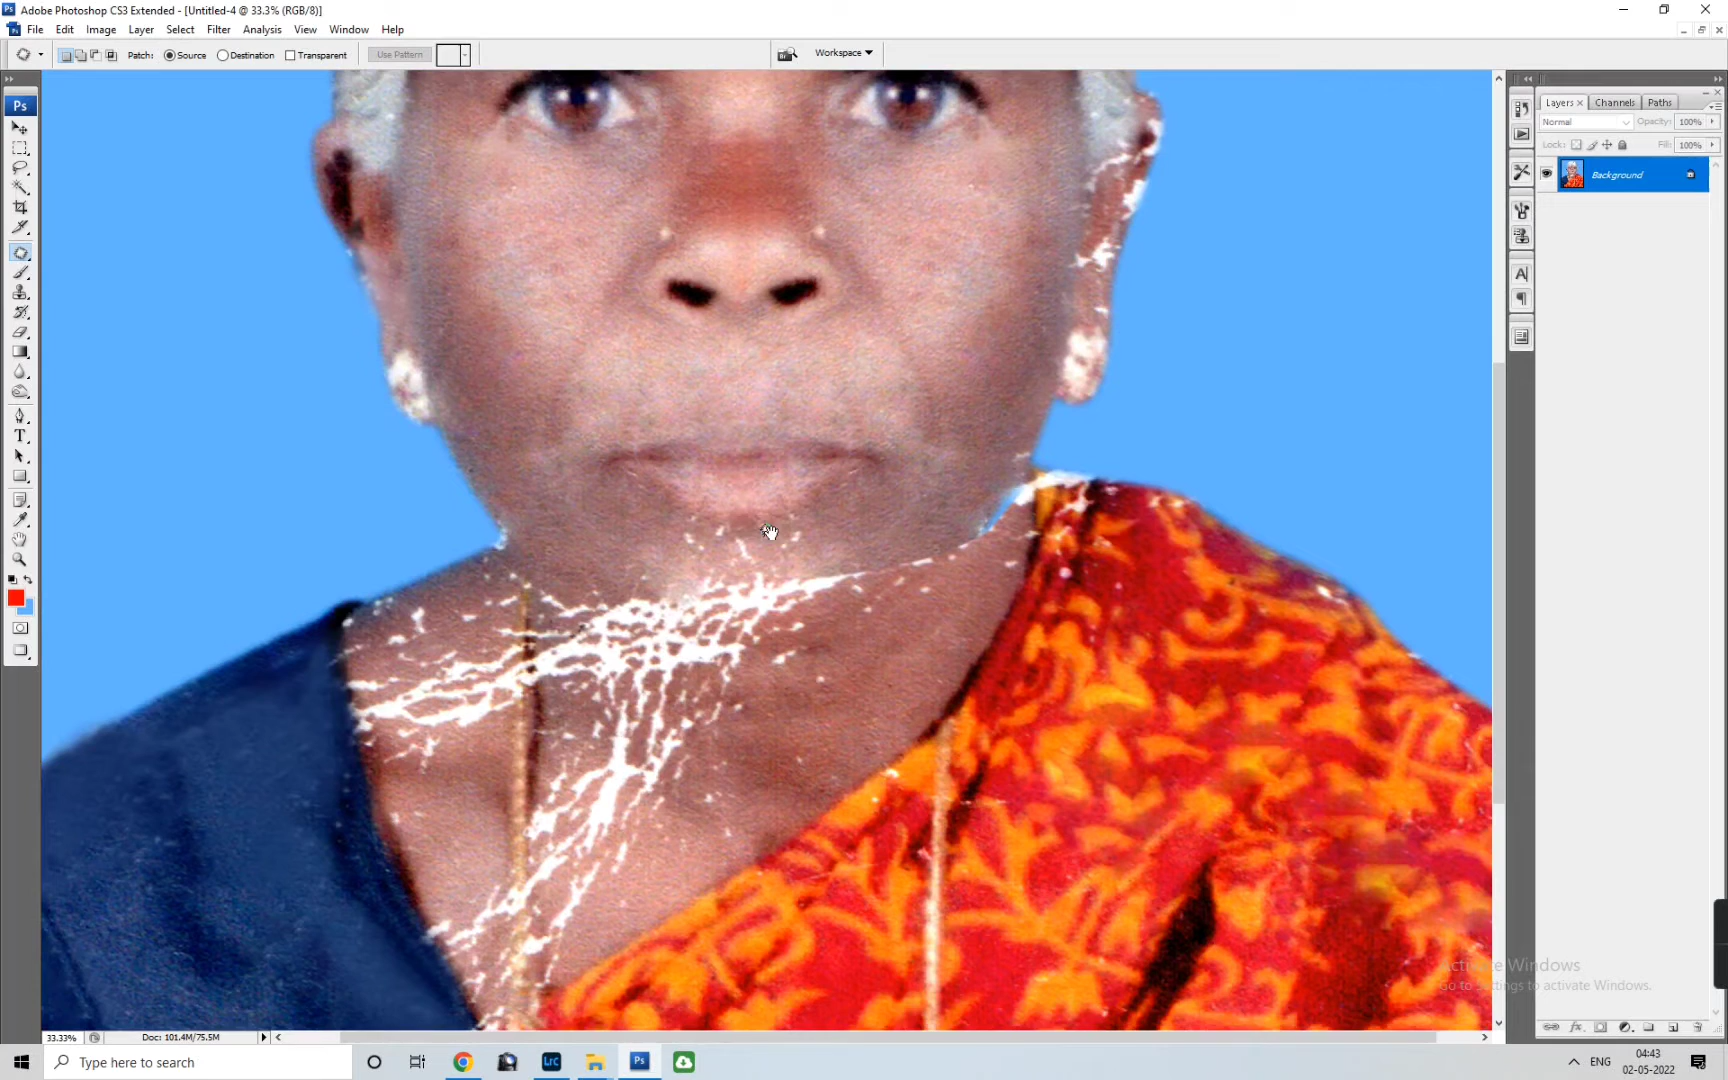 Adobe Photoshop CS3 Extended - [Untitled-4 @ 33.3% (RGB/8)]
File Edit Image Layer Select Filter Analysis View Window Help
Patch: Source Destination Transparent Use Pattern Workspace
Ps
Layers Channels Paths
Normal Opacity: 100%
Lock: Fill: 100%
Background
T
A
Activate Windows
Go to Settings to activate Windows.
33.33% Doc: 101.4M/75.5M
Type here to search
Lrc Ps
ENG
04:43
02-05-2022